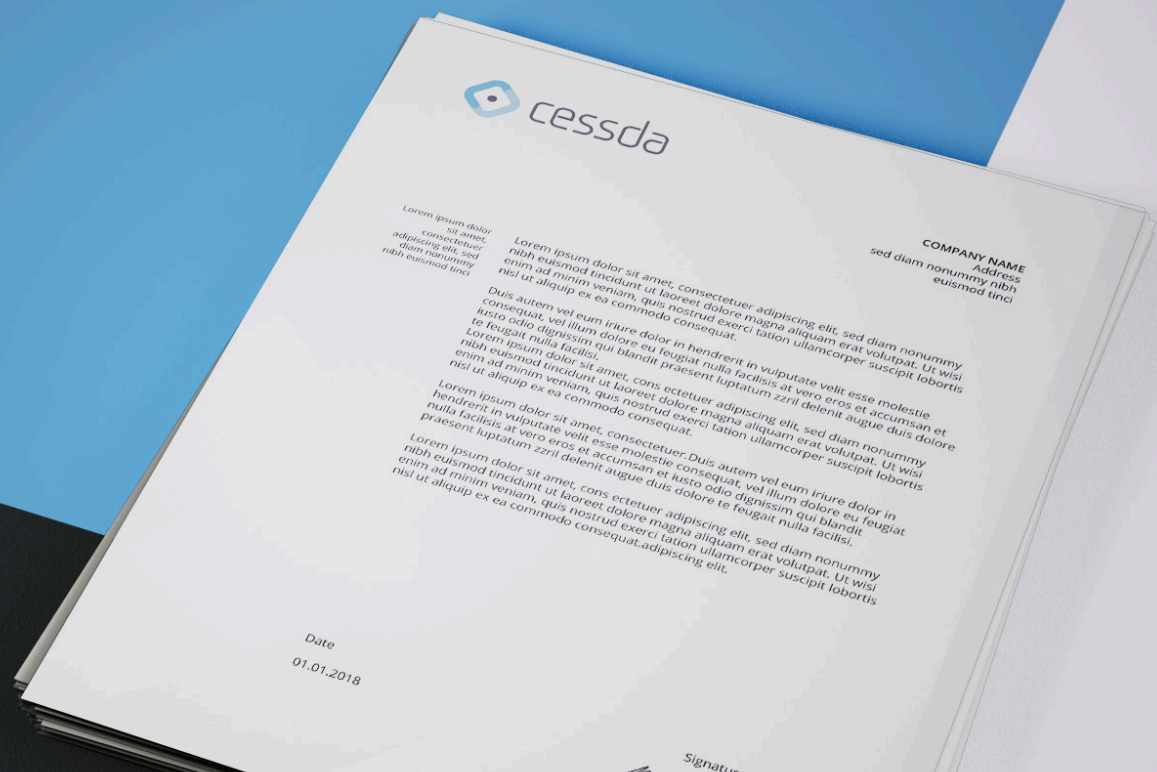 cessda
Lorem ipsum dolor
sit amet,
consectetuer
adipiscing elit, sed
diam nonummy
nibh euismod tinci
COMPANY NAME
Address
sed diam nonummy nibh
euismod tinci
Lorem ipsum dolor sit amet, consectetuer adipiscing elit, sed diam nonummy
nibh euismod tincidunt ut laoreet dolore magna aliquam erat volutpat. Ut wisi
enim ad minim veniam, quis nostrud exerci tation ullamcorper suscipit lobortis
nisl ut aliquip ex ea commodo consequat.
Duis autem vel eum iriure dolor in hendrerit in vulputate velit esse molestie
consequat, vel illum dolore eu feugiat nulla facilisis at vero eros et accumsan et
iusto odio dignissim qui blandit praesent luptatum zzril delenit augue duis dolore
te feugait nulla facilisi.
Lorem ipsum dolor sit amet, cons ectetuer adipiscing elit, sed diam nonummy
nibh euismod tincidunt ut laoreet dolore magna aliquam erat volutpat. Ut wisi
enim ad minim veniam, quis nostrud exerci tation ullamcorper suscipit lobortis
nisl ut aliquip ex ea commodo consequat.
Lorem ipsum dolor sit amet, consectetuer.Duis autem vel eum iriure dolor in
hendrerit in vulputate velit esse molestie consequat, vel illum dolore eu feugiat
nulla facilisis at vero eros et accumsan et iusto odio dignissim qui blandit
praesent luptatum zzril delenit augue duis dolore te feugait nulla facilisi.
Lorem ipsum dolor sit amet, cons ectetuer adipiscing elit, sed diam nonummy
nibh euismod tincidunt ut laoreet dolore magna aliquam erat volutpat. Ut wisi
enim ad minim veniam, quis nostrud exerci tation ullamcorper suscipit lobortis
nisl ut aliquip ex ea commodo consequat.adipiscing elit.
Date
01.01.2018